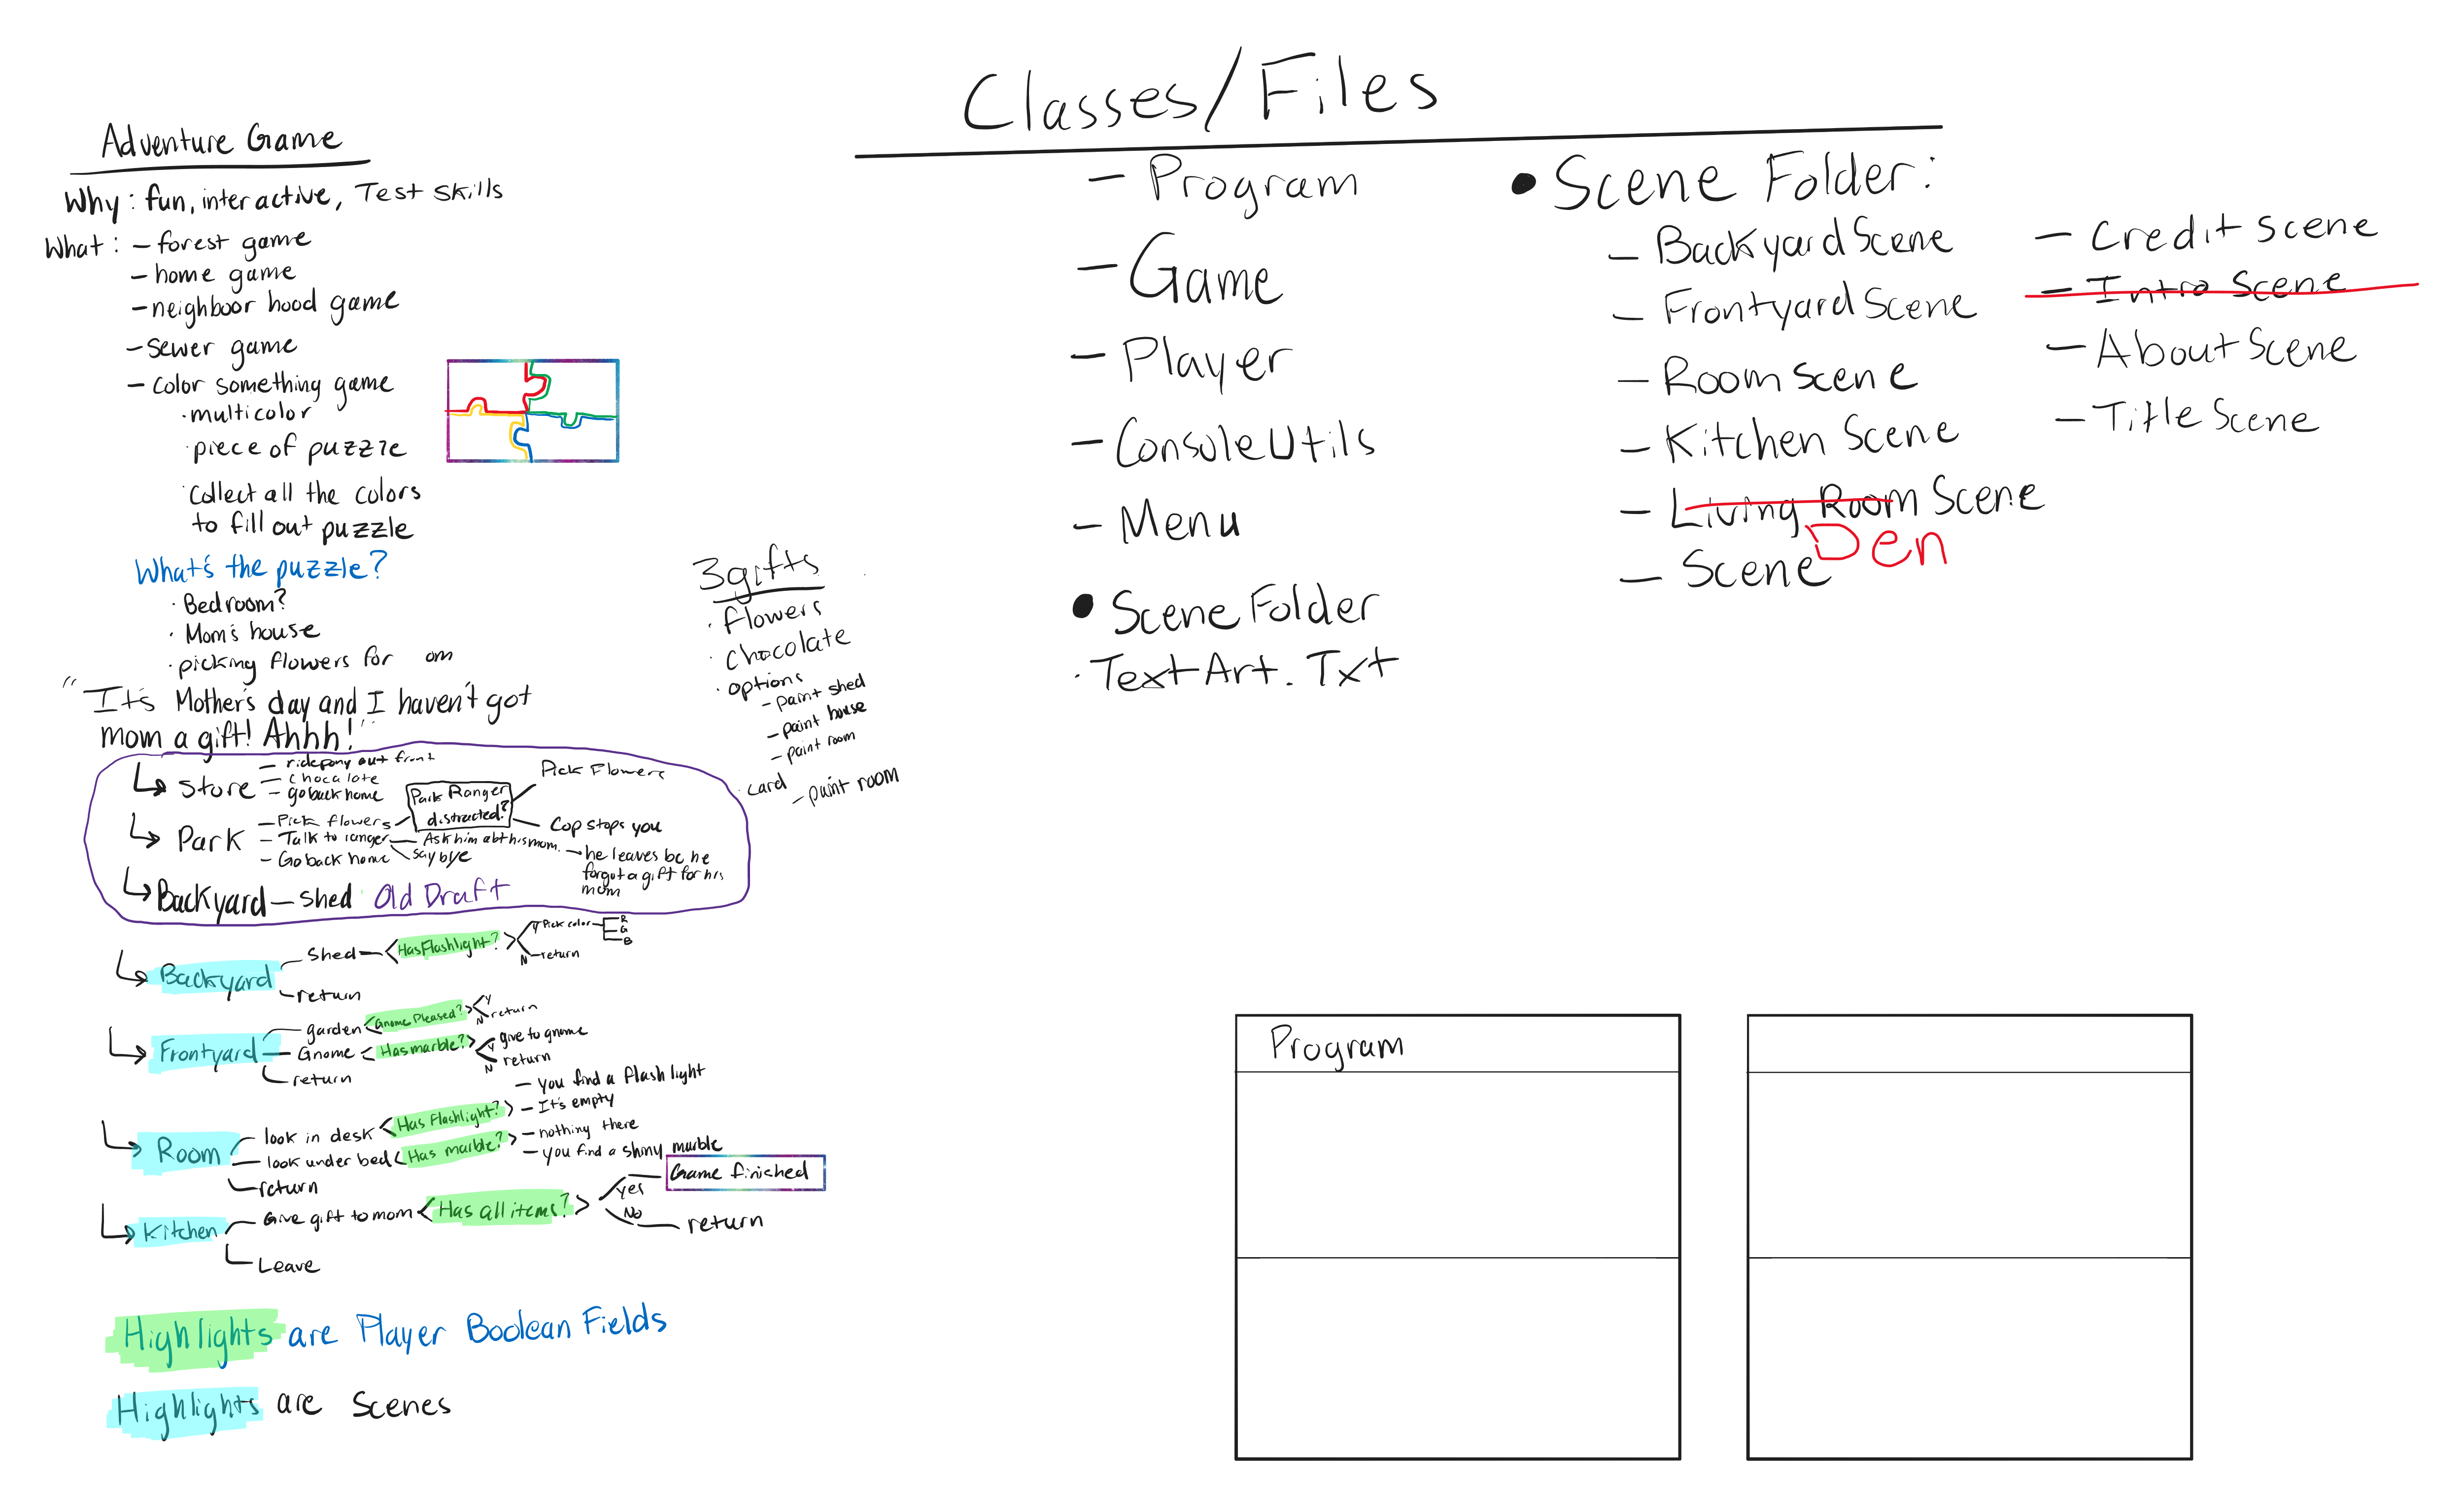 Adventure Game
Why: fun, interactive, Test skills
What: - forest game
- home game
- neighboor hood game
- Sewer game
- Color something game
· multicolor
· piece of puzzle
· Collect all the colors
to fill out puzzle
What's the puzzle?
· Bedroom?
· Mom's house
· picking flowers for om
"It's Mother's day and I haven't got
mom a gift! Ahhh!"
Store
- ride pony out front
- chocalote
- go back home
Park
- Pick flowers
- Talk to ranger
- Go back home
Park Ranger
distracted?
Pick Flowers
Cop stops you
Ask him abt his mom.
say bye
he leaves bc he
forgot a gift for his
mom
Backyard - shed Old Draft
Backyard
Shed
Has Flashlight?
Y Pick color
R
G
B
N return
return
Frontyard
garden
Gnome Pleased?
Y
N return
Gnome
Has marble?
Y give to gnome
N return
return
Room
look in desk
Has Flashlight?
- you find a flash light
- It's empty
look under bed
Has marble?
- nothing there
- you find a shiny marble
return
Kitchen
Give gift to mom
Has all items?
yes
Game finished
No
return
Leave
Highlights are Player Boolean Fields
Highlights are Scenes
3 gifts
· flowers
· chocolate
· options
- paint shed
- paint house
- paint room
· card
- paint room
Classes/Files
- Program
- Game
- Player
- ConsoleUtils
- Menu
• Scene Folder
· TextArt.Txt
• Scene Folder:
- Backyard Scene
- Frontyard Scene
- Room Scene
- Kitchen Scene
- Living Room Scene
Den
- Scene
- Credit Scene
- Intro Scene
- About Scene
- Title Scene
Program